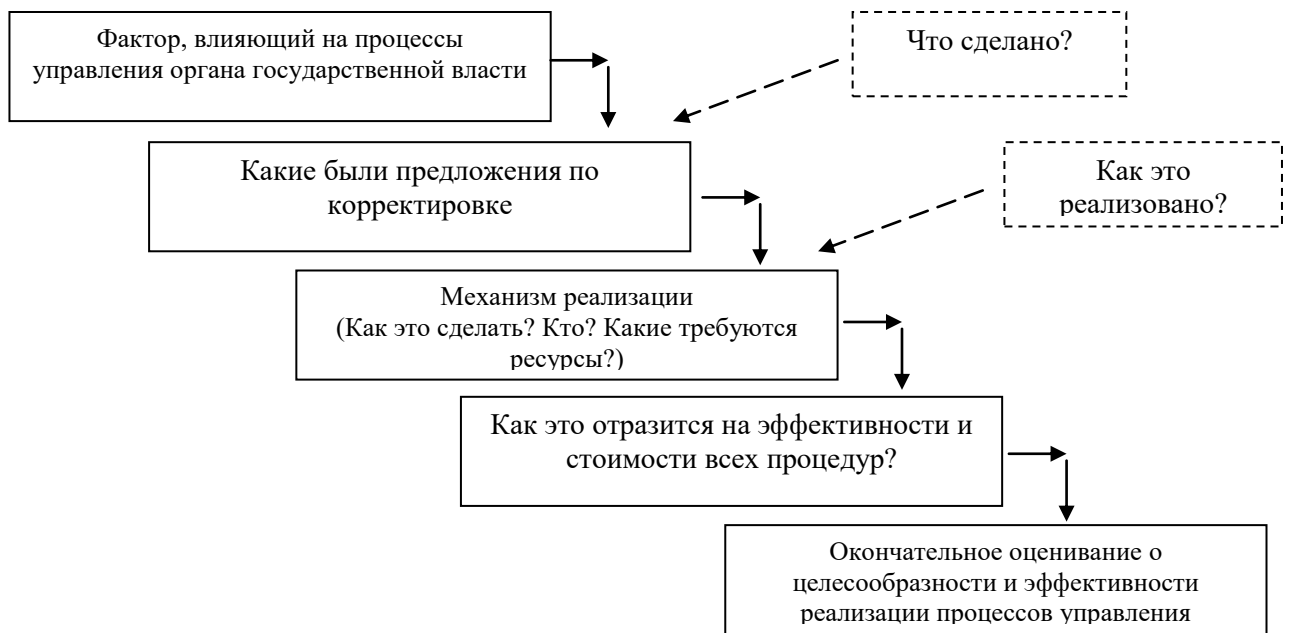 Фактор, влияющий на процессы
управления органа государственной власти
Что сделано?
Какие были предложения по
корректировке
Как это
реализовано?
Механизм реализации
(Как это сделать? Кто? Какие требуются
ресурсы?)
Как это отразится на эффективности и
стоимости всех процедур?
Окончательное оценивание о
целесообразности и эффективности
реализации процессов управления